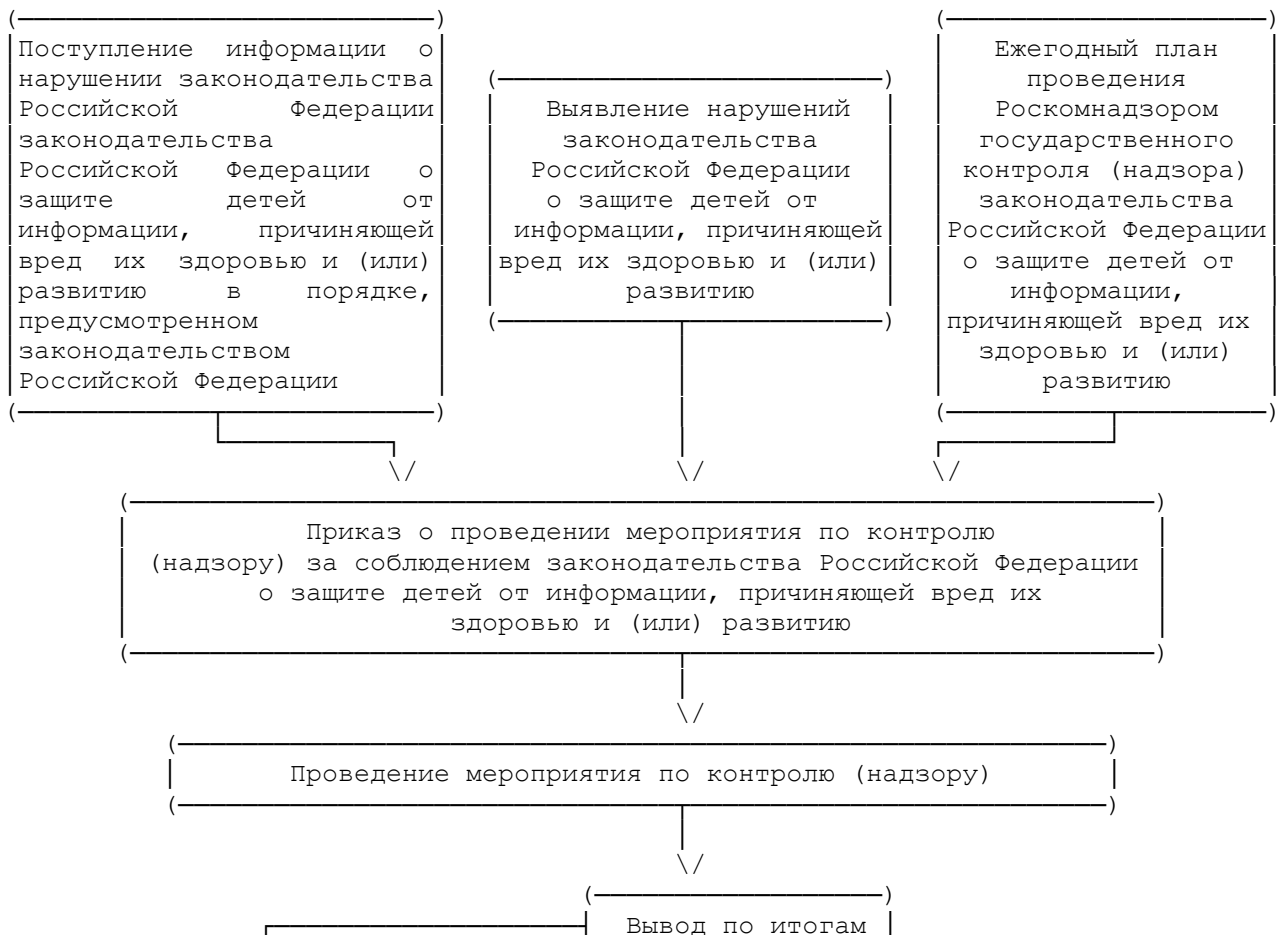 Поступление информации о
нарушении законодательства
Российской Федерации
законодательства
Российской Федерации о
защите детей от
информации, причиняющей
вред их здоровью и (или)
развитию в порядке,
предусмотренном
законодательством
Российской Федерации
Выявление нарушений
законодательства
Российской Федерации
о защите детей от
информации, причиняющей
вред их здоровью и (или)
развитию
Ежегодный план
проведения
Роскомнадзором
государственного
контроля (надзора)
законодательства
Российской Федерации
о защите детей от
информации,
причиняющей вред их
здоровью и (или)
развитию
Приказ о проведении мероприятия по контролю
(надзору) за соблюдением законодательства Российской Федерации
о защите детей от информации, причиняющей вред их
здоровью и (или) развитию
Проведение мероприятия по контролю (надзору)
Вывод по итогам